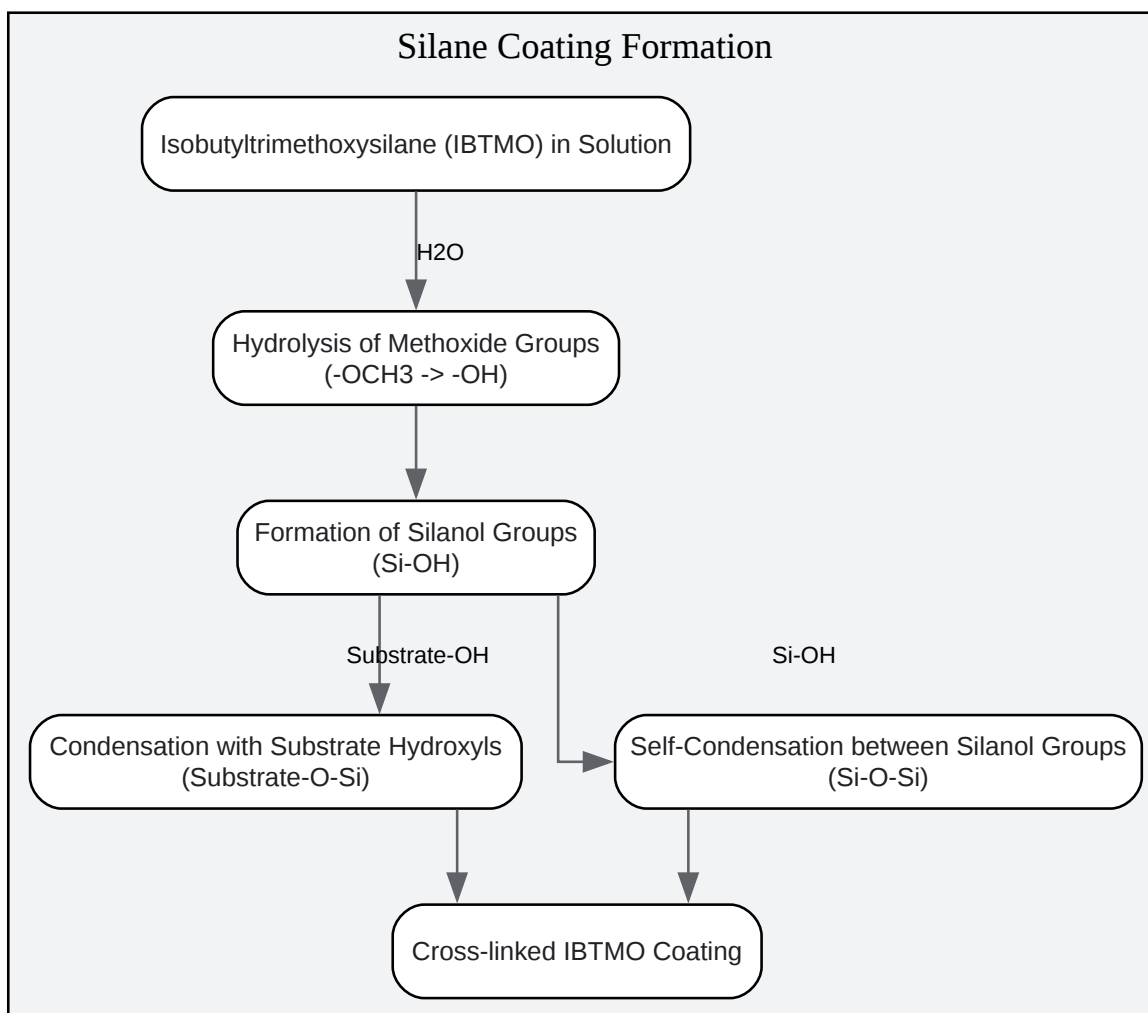 Silane Coating Formation
Isobutyltrimethoxysilane (IBTMO) in Solution
H2O
Hydrolysis of Methoxide Groups
(-OCH3 -> -OH)
Formation of Silanol Groups
(Si-OH)
Substrate-OH
Si-OH
Condensation with Substrate Hydroxyls
(Substrate-O-Si)
Self-Condensation between Silanol Groups
(Si-O-Si)
Cross-linked IBTMO Coating